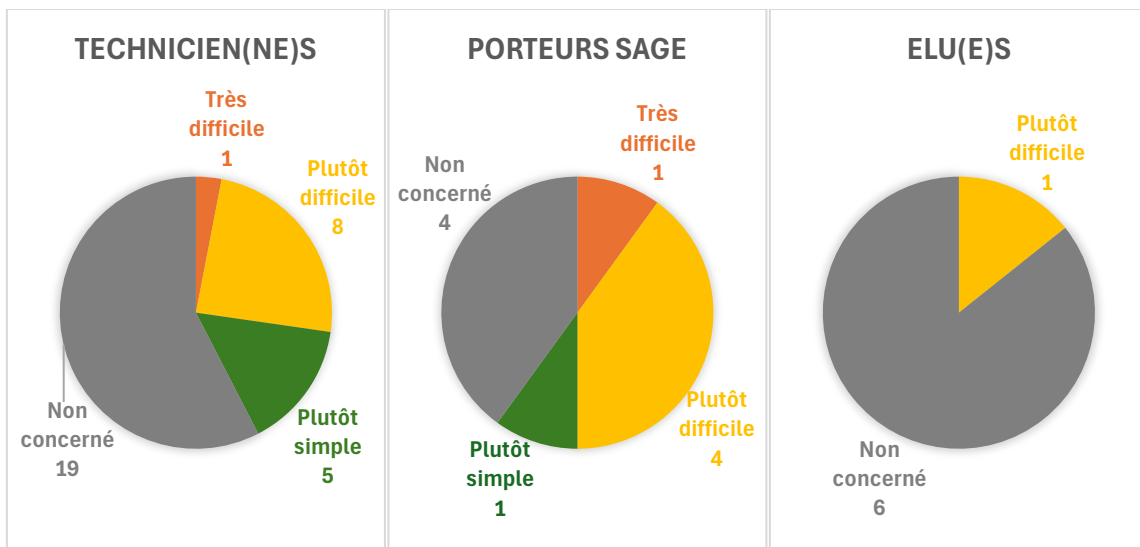 TECHNICIEN(NE)S
Très
difficile
1
Plutôt
difficile
8
Plutôt
simple
5
Non
concerné
19
PORTEURS SAGE
Très
difficile
1
Non
concerné
4
Plutôt
difficile
4
Plutôt
simple
1
ELU(E)S
Plutôt
difficile
1
Non
concerné
6